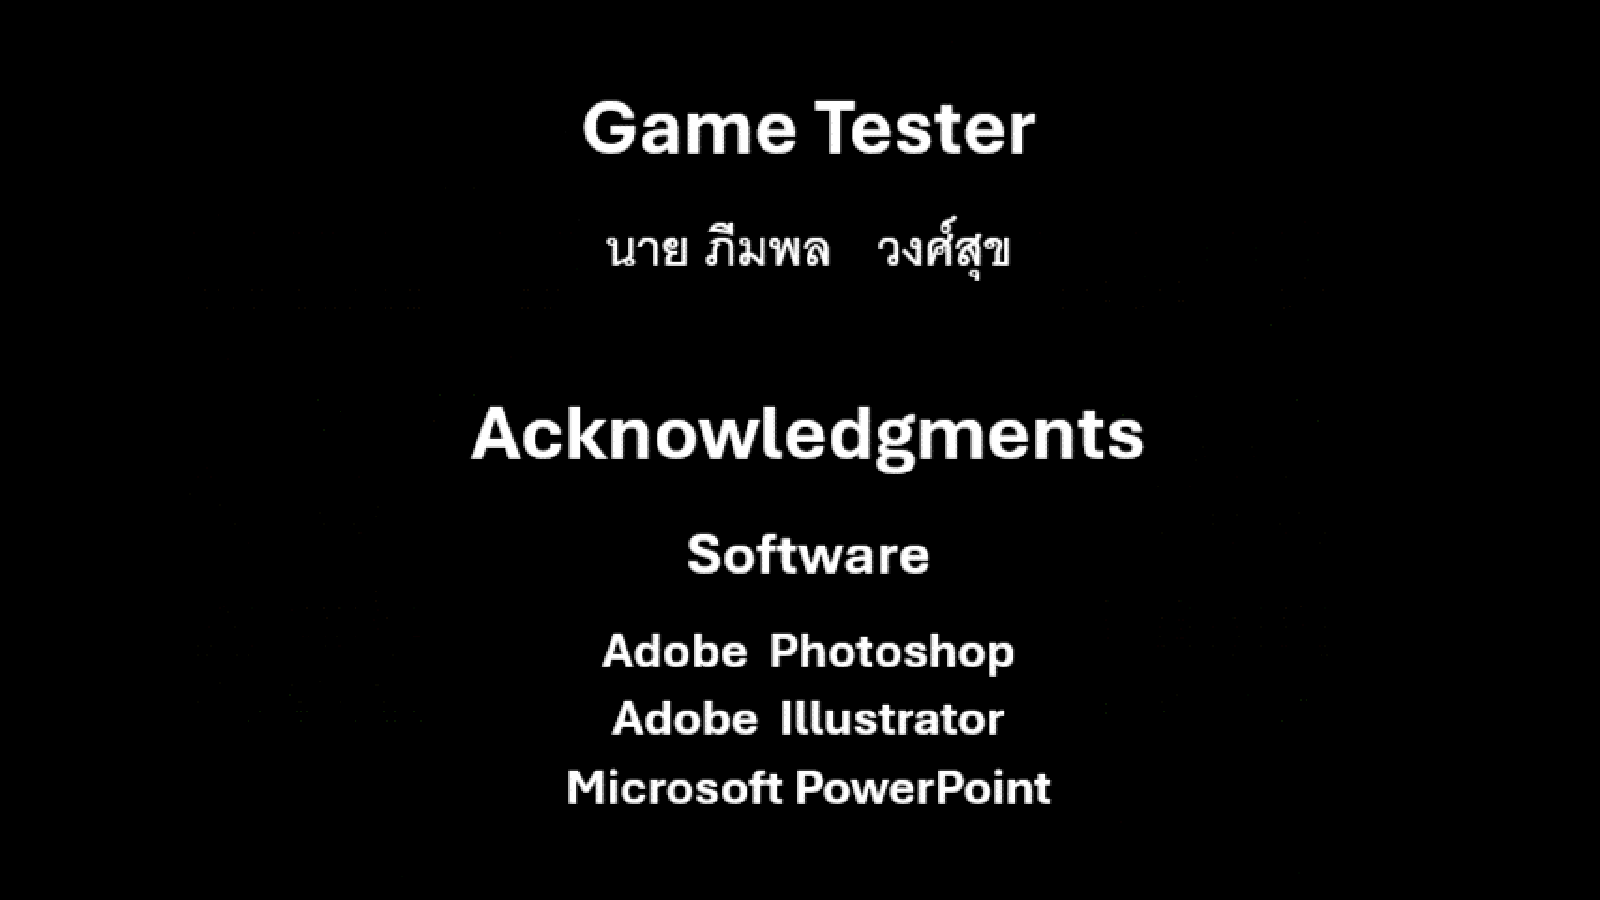 Game Tester
นาย ภีมพล วงศ์สุข
Acknowledgments
Software
Adobe Photoshop
Adobe Illustrator
Microsoft PowerPoint